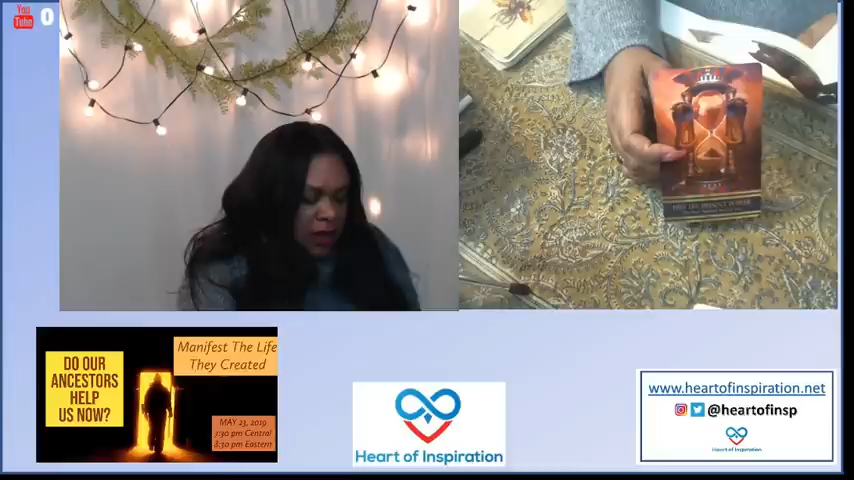 You
Tube
0
DO OUR
ANCESTORS
HELP
US NOW?
Manifest The Life
They Created
MAY 23, 2019
7:30 pm Central
8:30 pm Eastern
Heart of Inspiration
www.heartofinspiration.net
@heartofinsp
Heart of Inspiration